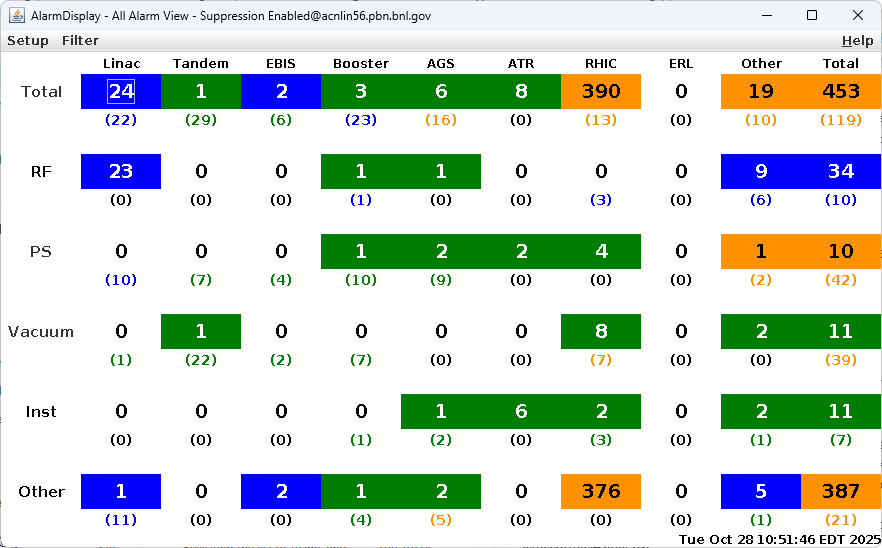 AlarmDisplay - All Alarm View - Suppression Enabled@acnlin56.pbn.bnl.gov
Setup Filter Help
Linac Tandem EBIS Booster AGS ATR RHIC ERL Other Total
Total 24 1 2 3 6 8 390 0 19 453
(22) (29) (6) (23) (16) (0) (13) (0) (10) (119)
RF 23 0 0 1 1 0 0 0 9 34
(0) (0) (0) (1) (0) (0) (3) (0) (6) (10)
PS 0 0 0 1 2 2 4 0 1 10
(10) (7) (4) (10) (9) (0) (0) (0) (2) (42)
Vacuum 0 1 0 0 0 0 8 0 2 11
(1) (22) (2) (7) (0) (0) (7) (0) (0) (39)
Inst 0 0 0 0 1 6 2 0 2 11
(0) (0) (0) (1) (2) (0) (3) (0) (1) (7)
Other 1 0 2 1 2 0 376 0 5 387
(11) (0) (0) (4) (5) (0) (0) (0) (1) (21)
Tue Oct 28 10:51:46 EDT 2025